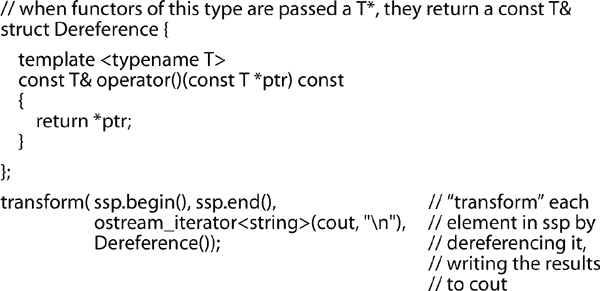 // when functors of this type are passed a T*, they return a const T&
struct Dereference {
template <typename T>
const T& operator()(const T *ptr) const
{
return *ptr;
}
};
transform( ssp.begin(), ssp.end(), // “transform” each
ostream_iterator<string>(cout, "\n"), // element in ssp by
Dereference()); // dereferencing it,
// writing the results
// to cout